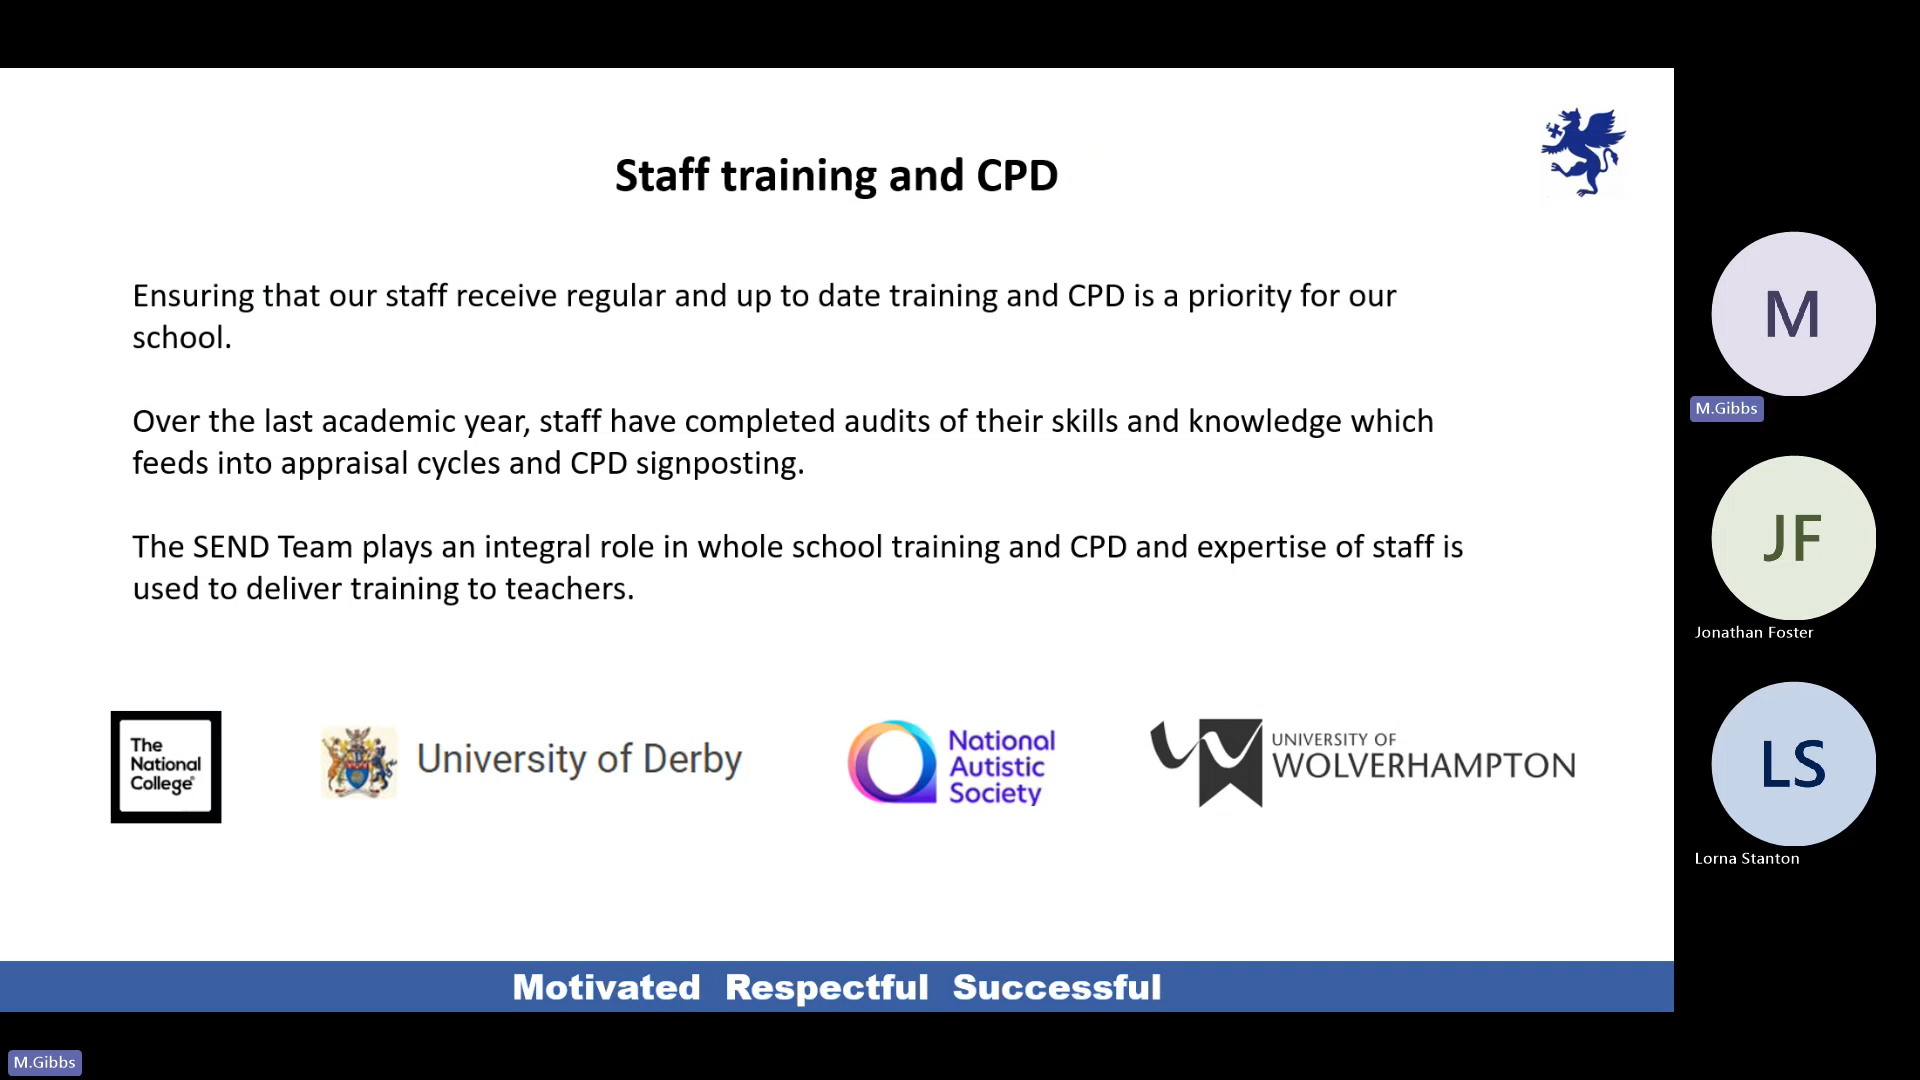 Staff training and CPD
Ensuring that our staff receive regular and up to date training and CPD is a priority for our
school.
Over the last academic year, staff have completed audits of their skills and knowledge which
feeds into appraisal cycles and CPD signposting.
The SEND Team plays an integral role in whole school training and CPD and expertise of staff is
used to deliver training to teachers.
The
National
College
University of Derby
National
Autistic
Society
UNIVERSITY OF
WOLVERHAMPTON
Motivated Respectful Successful
M
M.Gibbs
JF
Jonathan Foster
LS
Lorna Stanton
M.Gibbs